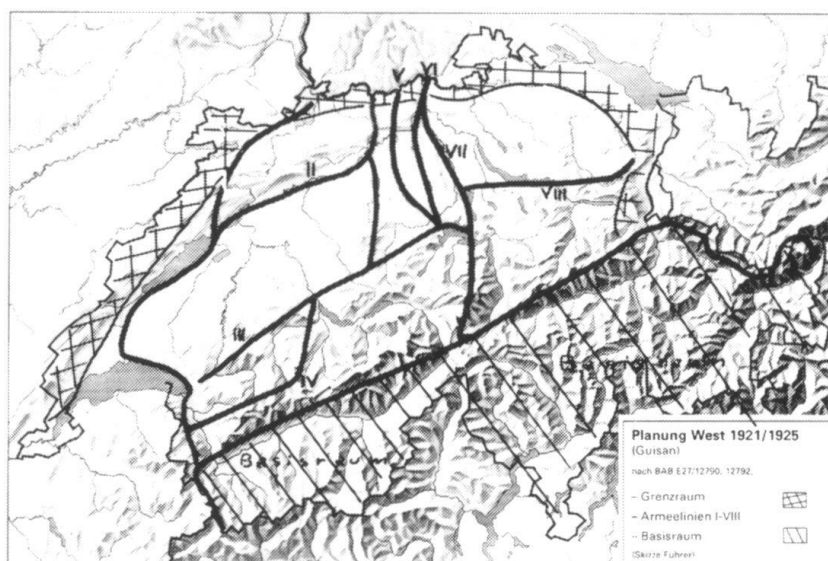 V VI
II
VII
VIII
III
IV
Basisraum
Planung West 1921/1925
(Guisan)
nach BAB E27/12790, 12792.
- Grenzraum
- Armeelinien I-VIII
·· Basisraum
(Skizze Fuhrer)